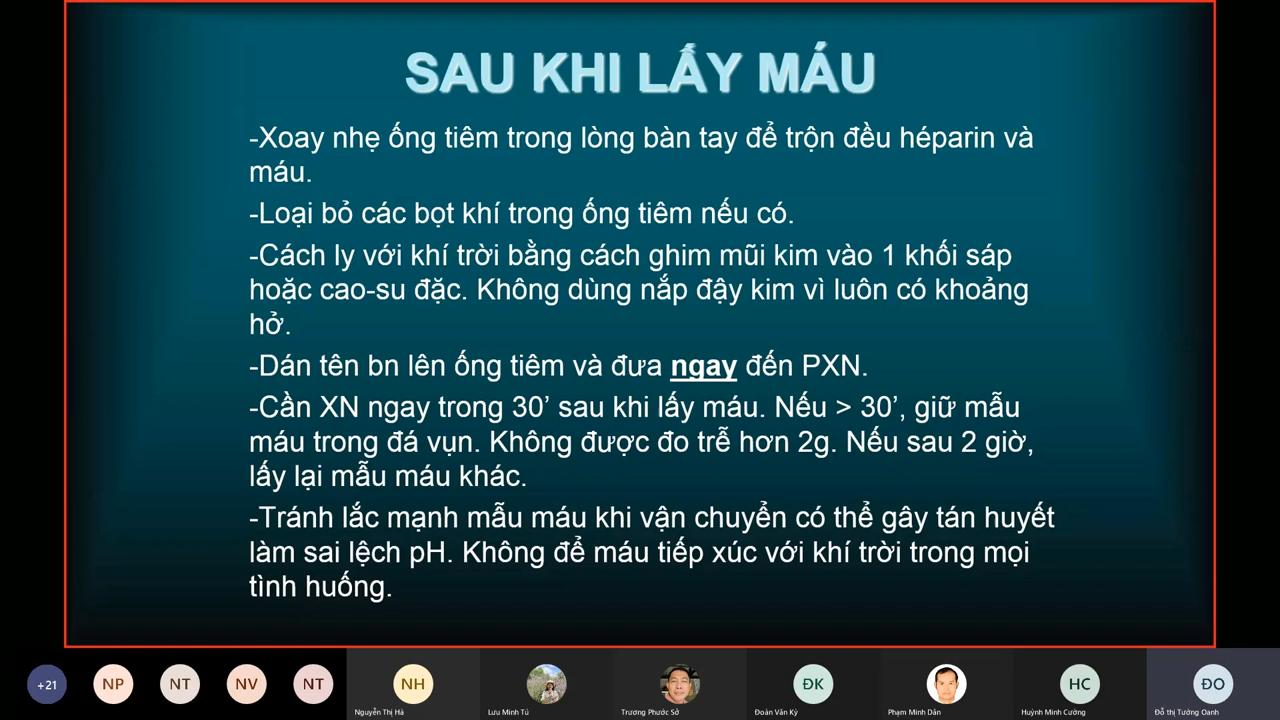 SAU KHI LẤY MÁU
-Xoay nhẹ ống tiêm trong lòng bàn tay để trộn đều héparin và
máu.
-Loại bỏ các bọt khí trong ống tiêm nếu có.
-Cách ly với khí trời bằng cách ghim mũi kim vào 1 khối sáp
hoặc cao-su đặc. Không dùng nắp đậy kim vì luôn có khoảng
hở.
-Dán tên bn lên ống tiêm và đưa ngay đến PXN.
-Cần XN ngay trong 30’ sau khi lấy máu. Nếu > 30’, giữ mẫu
máu trong đá vụn. Không được đo trễ hơn 2g. Nếu sau 2 giờ,
lấy lại mẫu máu khác.
-Tránh lắc mạnh mẫu máu khi vận chuyển có thể gây tán huyết
làm sai lệch pH. Không để máu tiếp xúc với khí trời trong mọi
tình huống.
+21 NP NT NV NT NH ĐK HC ĐO
Nguyễn Thị Hà Lưu Minh Tú Trương Phước Sở Đoàn Văn Kỳ Phạm Minh Dân Huỳnh Minh Cường Đỗ thị Tường Oanh